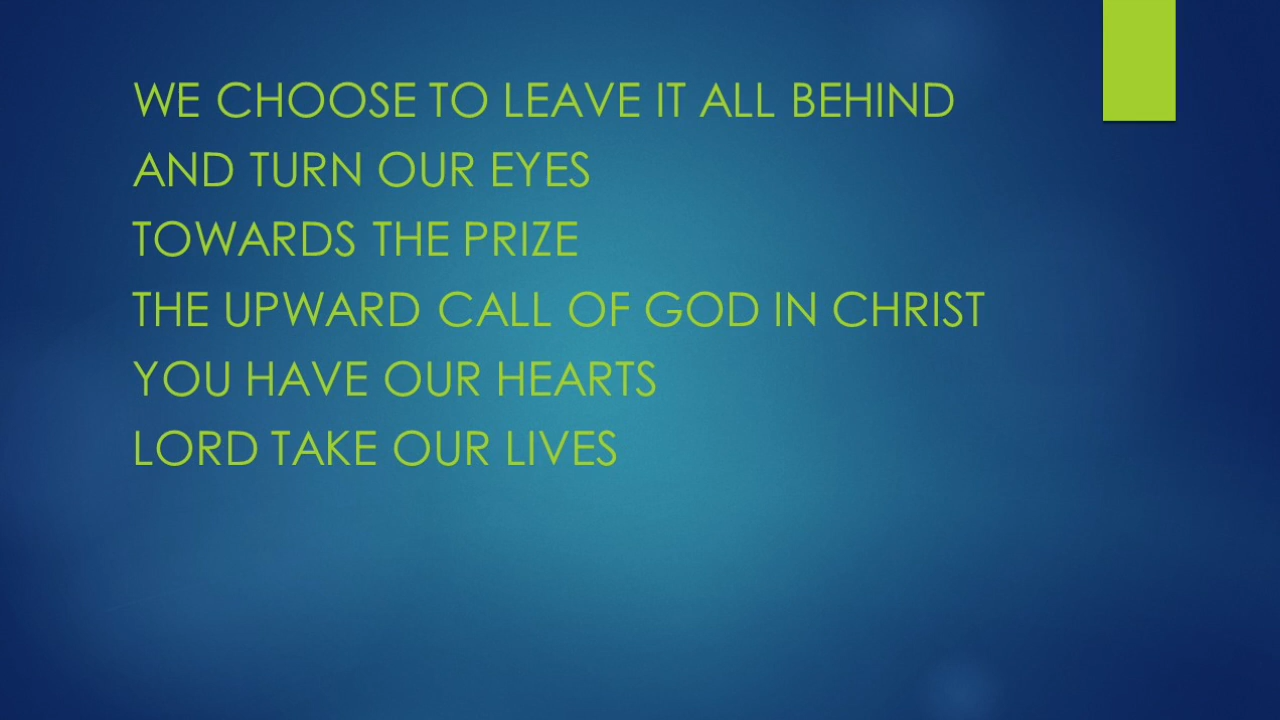 WE CHOOSE TO LEAVE IT ALL BEHIND
AND TURN OUR EYES
TOWARDS THE PRIZE
THE UPWARD CALL OF GOD IN CHRIST
YOU HAVE OUR HEARTS
LORD TAKE OUR LIVES